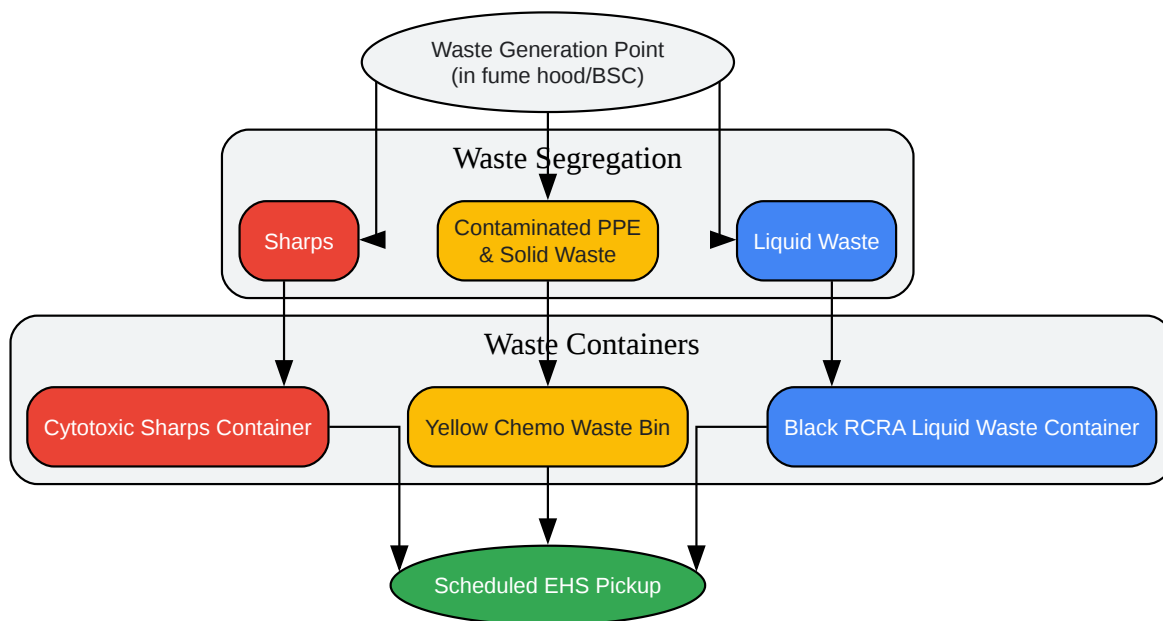 Waste Generation Point
(in fume hood/BSC)
Waste Segregation
Sharps
Contaminated PPE
& Solid Waste
Liquid Waste
Waste Containers
Cytotoxic Sharps Container
Yellow Chemo Waste Bin
Black RCRA Liquid Waste Container
Scheduled EHS Pickup